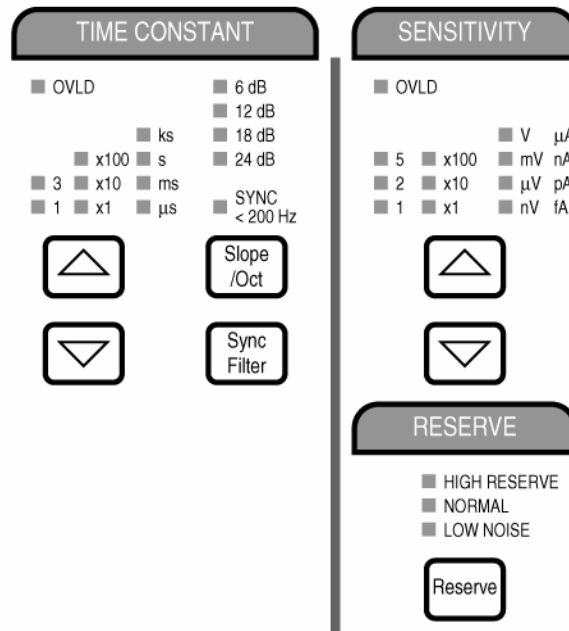 TIME CONSTANT
OVLD
6 dB
12 dB
ks
18 dB
x100
s
24 dB
3
x10
ms
1
x1
µs
SYNC
< 200 Hz
Slope
/Oct
Sync
Filter
SENSITIVITY
OVLD
V µA
5 x100 mV nA
2 x10 µV pA
1 x1 nV fA
RESERVE
HIGH RESERVE
NORMAL
LOW NOISE
Reserve